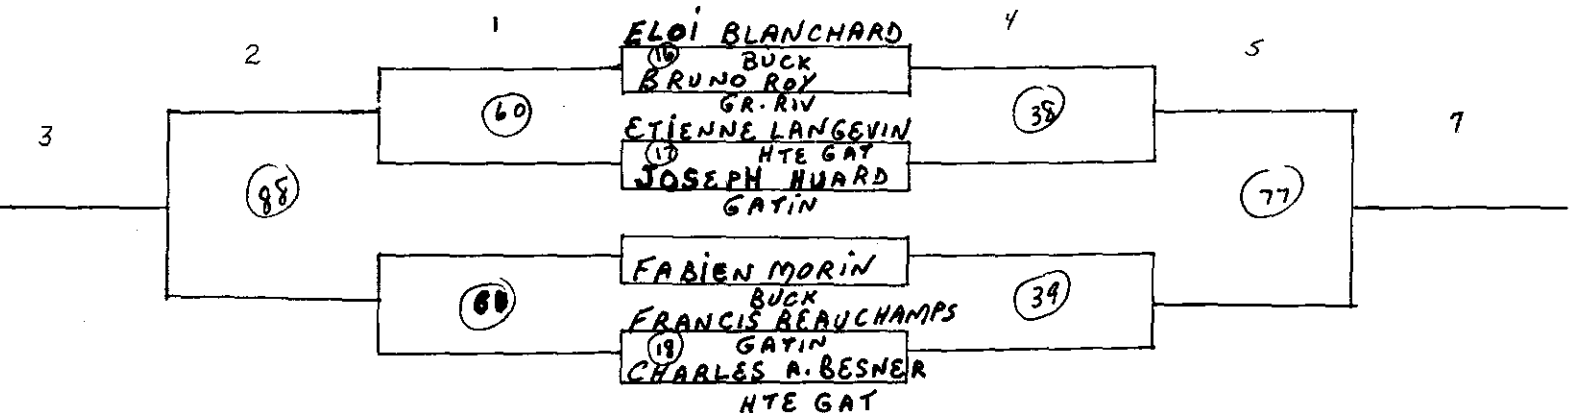 1
4
2
5
3
7
ELOI BLANCHARD
16
BUCK
BRUNO ROY
GR. RIV
60
38
ETIENNE LANGEVIN
17
HTE GAT
JOSEPH HUARD
GATIN
88
77
FABIEN MORIN
BUCK
39
FRANCIS BEAUCHAMPS
18
GATIN
CHARLES A. BESNER
HTE GAT